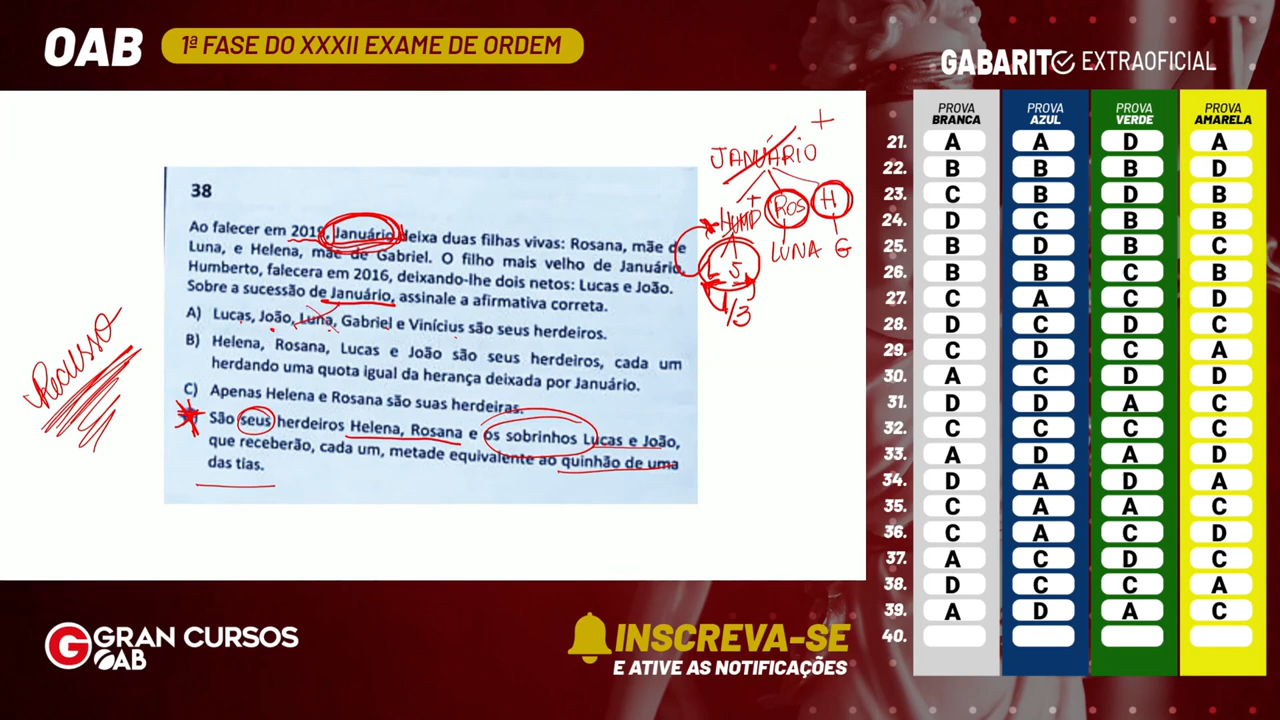 OAB
1ª FASE DO XXXII EXAME DE ORDEM
GABARITO EXTRAOFICIAL
38
Ao falecer em 2019, Januário deixa duas filhas vivas: Rosana, mãe de
Luna, e Helena, mãe de Gabriel. O filho mais velho de Januário,
Humberto, falecera em 2016, deixando-lhe dois netos: Lucas e João.
Sobre a sucessão de Januário, assinale a afirmativa correta.
A) Lucas, João, Luna, Gabriel e Vinícius são seus herdeiros.
B) Helena, Rosana, Lucas e João são seus herdeiros, cada um
herdando uma quota igual da herança deixada por Januário.
C) Apenas Helena e Rosana são suas herdeiras.
São seus herdeiros Helena, Rosana e os sobrinhos Lucas e João,
que receberão, cada um, metade equivalente ao quinhão de uma
das tias.
JANUÁRIO
HUMB ROS H
LUNA G
L J
1/3
Recurso
PROVA BRANCA PROVA AZUL PROVA VERDE PROVA AMARELA
21. A A D A
22. B B B D
23. C B D B
24. D C B B
25. B D B C
26. B B C B
27. C A C D
28. D C D C
29. C D C A
30. A C D D
31. D D A C
32. C C C C
33. A D A D
34. D A D A
35. C A A C
36. C A C D
37. A C D C
38. D C C A
39. A D A C
40.
G GRAN CURSOS
OAB
INSCREVA-SE
E ATIVE AS NOTIFICAÇÕES